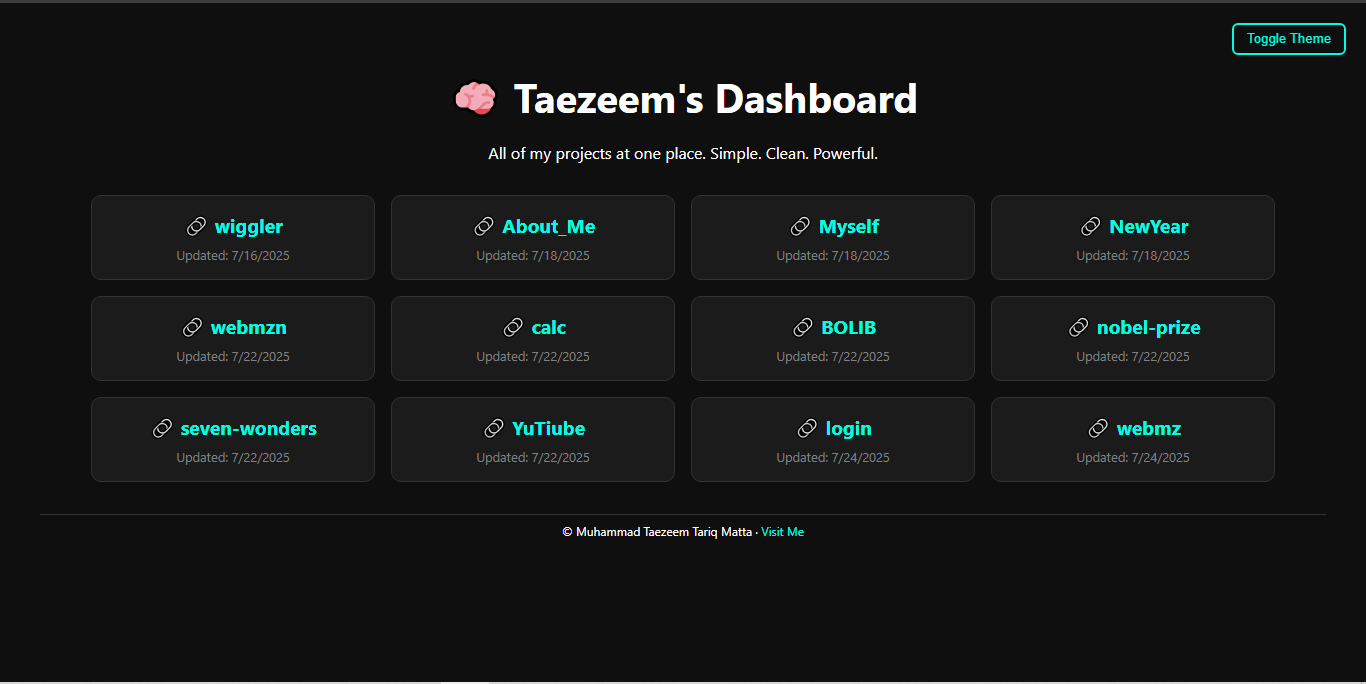 Toggle Theme
🧠 Taezeem's Dashboard
All of my projects at one place. Simple. Clean. Powerful.
🔗 wiggler
Updated: 7/16/2025
🔗 About_Me
Updated: 7/18/2025
🔗 Myself
Updated: 7/18/2025
🔗 NewYear
Updated: 7/18/2025
🔗 webmzn
Updated: 7/22/2025
🔗 calc
Updated: 7/22/2025
🔗 BOLIB
Updated: 7/22/2025
🔗 nobel-prize
Updated: 7/22/2025
🔗 seven-wonders
Updated: 7/22/2025
🔗 YuTiube
Updated: 7/22/2025
🔗 login
Updated: 7/24/2025
🔗 webmz
Updated: 7/24/2025
© Muhammad Taezeem Tariq Matta · Visit Me